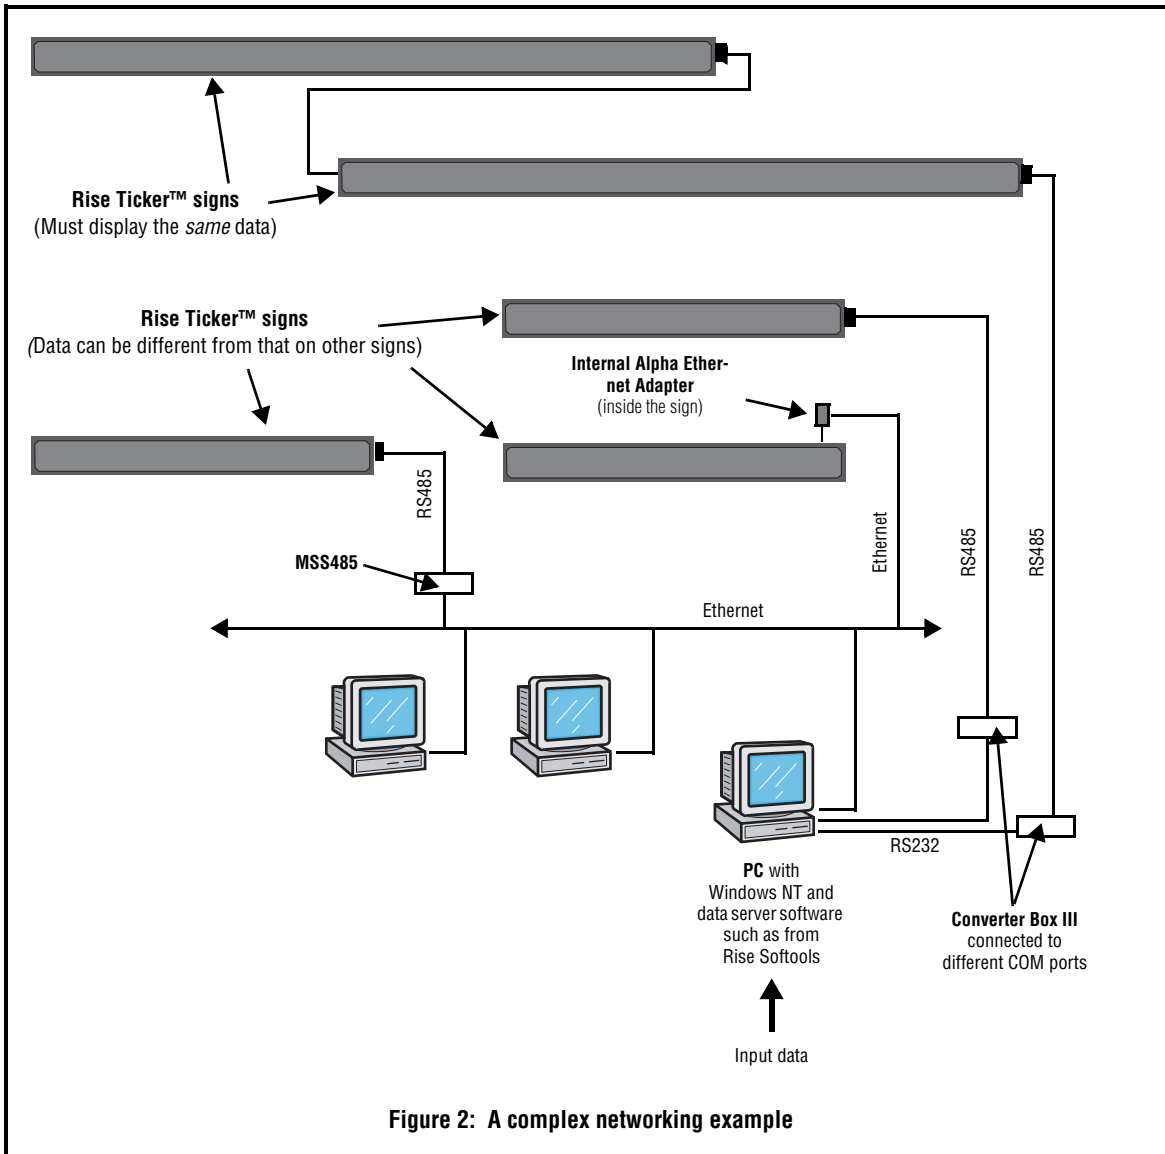 Rise Ticker™ signs
(Must display the same data)
Rise Ticker™ signs
(Data can be different from that on other signs)
Internal Alpha Ether-
net Adapter
(inside the sign)
RS485
Ethernet
RS485
RS485
MSS485
Ethernet
RS232
PC with
Windows NT and
data server software
such as from
Rise Softools
Converter Box III
connected to
different COM ports
Input data
Figure 2: A complex networking example